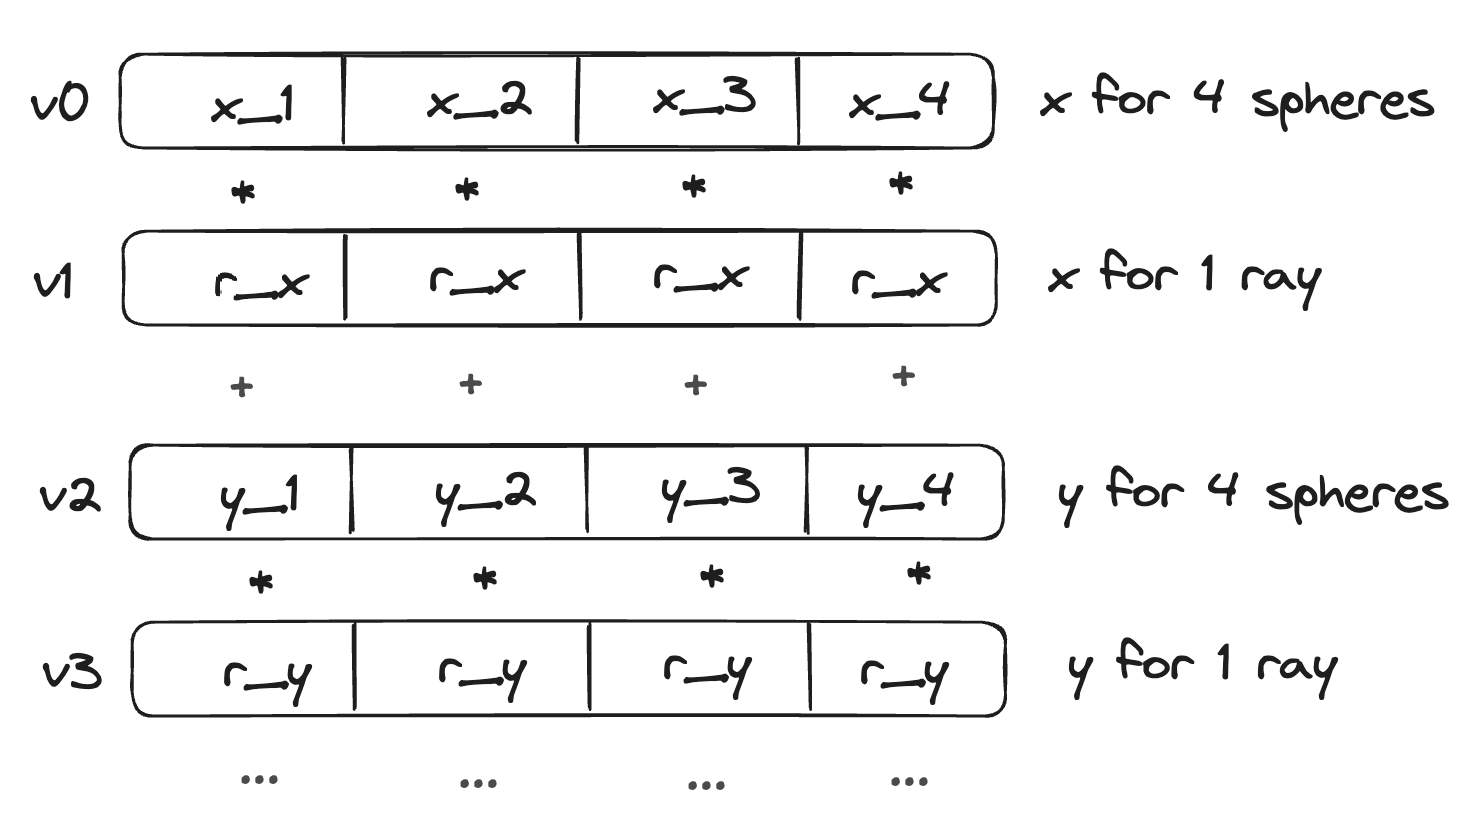 v0 x_1 x_2 x_3 x_4 x for 4 spheres
* * * *
v1 r_x r_x r_x r_x x for 1 ray
+ + + +
v2 y_1 y_2 y_3 y_4 y for 4 spheres
* * * *
v3 r_y r_y r_y r_y y for 1 ray
... ... ... ...